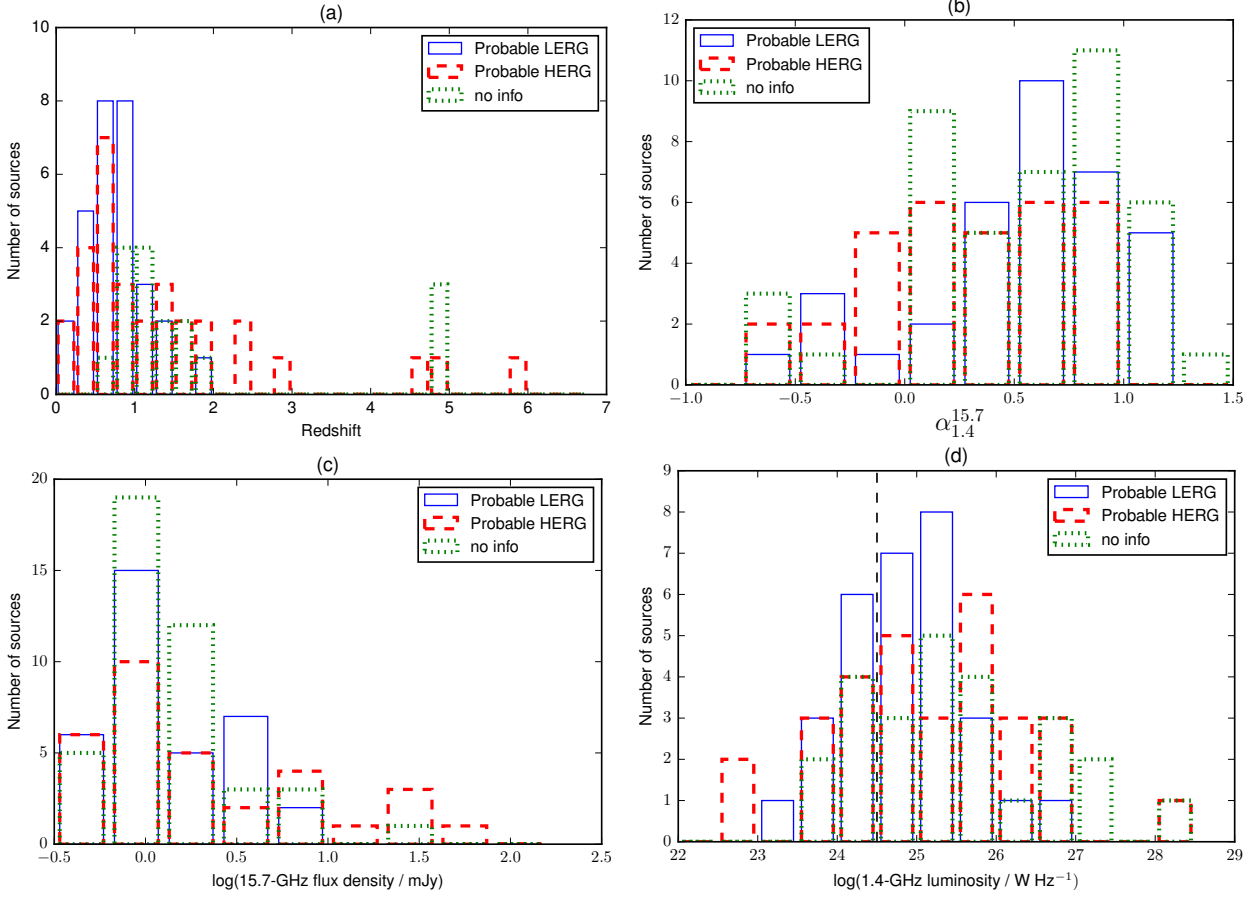 (a)
10
8
6
4
2
0
0 1 2 3 4 5 6 7
Number of sources
Redshift
Probable LERG
Probable HERG
no info
(b)
12
10
8
6
4
2
0
−1.0 −0.5 0.0 0.5 1.0 1.5
Number of sources
α_{1.4}^{15.7}
Probable LERG
Probable HERG
no info
(c)
20
15
10
5
0
−0.5 0.0 0.5 1.0 1.5 2.0 2.5
Number of sources
log(15.7-GHz flux density / mJy)
Probable LERG
Probable HERG
no info
(d)
9
8
7
6
5
4
3
2
1
0
22 23 24 25 26 27 28 29
Number of sources
log(1.4-GHz luminosity / W Hz⁻¹)
Probable LERG
Probable HERG
no info